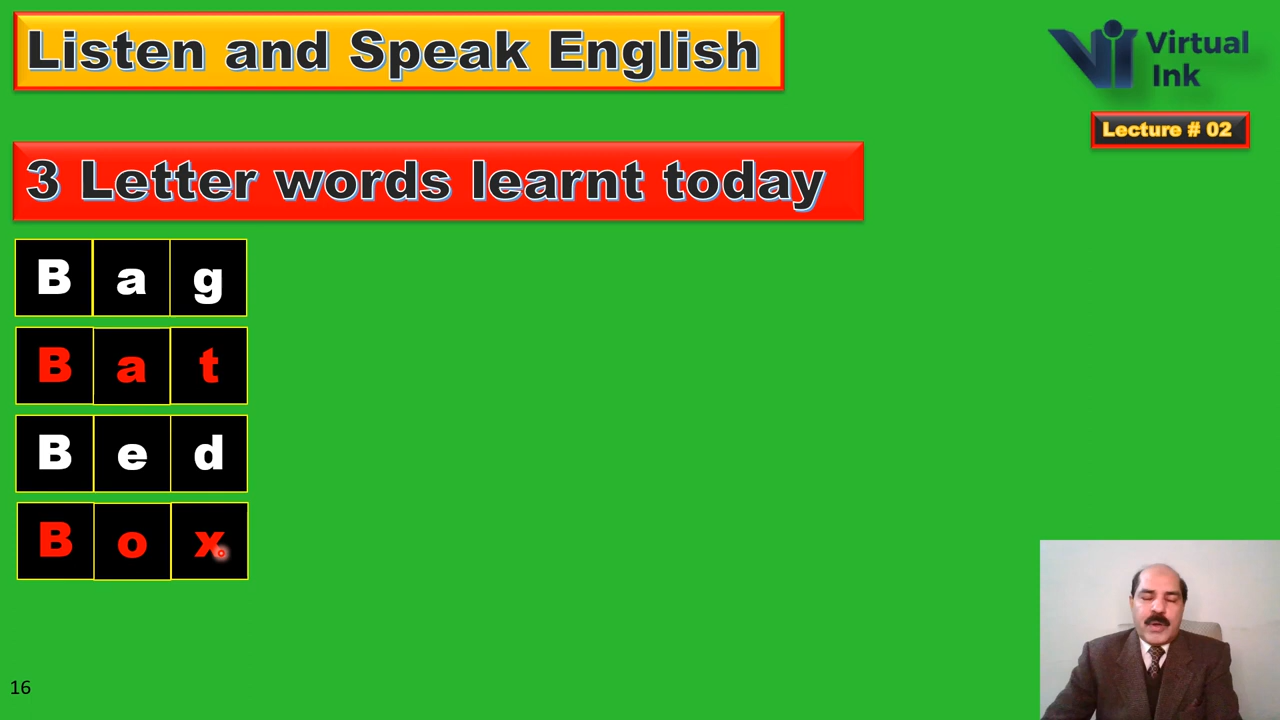 Listen and Speak English
Virtual
Ink
Lecture # 02
3 Letter words learnt today
B a g
B a t
B e d
B o x
16